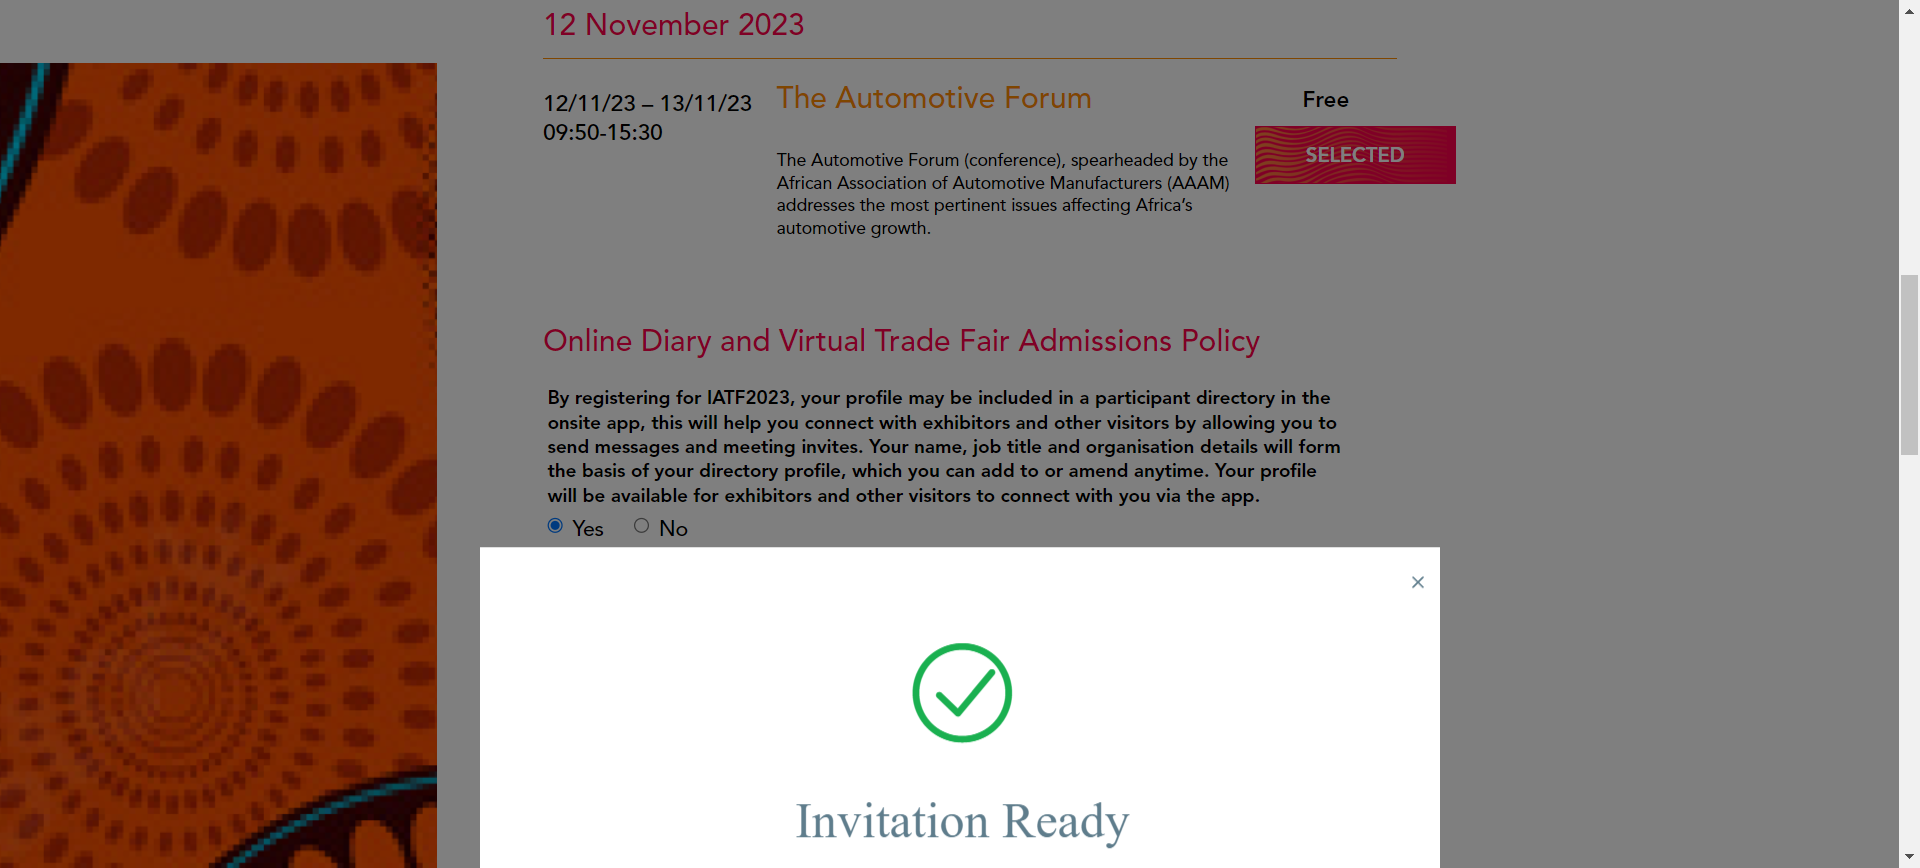 12 November 2023
12/11/23 – 13/11/23
09:50-15:30
The Automotive Forum
Free
SELECTED
The Automotive Forum (conference), spearheaded by the
African Association of Automotive Manufacturers (AAAM)
addresses the most pertinent issues affecting Africa’s
automotive growth.
Online Diary and Virtual Trade Fair Admissions Policy
By registering for IATF2023, your profile may be included in a participant directory in the
onsite app, this will help you connect with exhibitors and other visitors by allowing you to
send messages and meeting invites. Your name, job title and organisation details will form
the basis of your directory profile, which you can add to or amend anytime. Your profile
will be available for exhibitors and other visitors to connect with you via the app.
Yes No
×
Invitation Ready